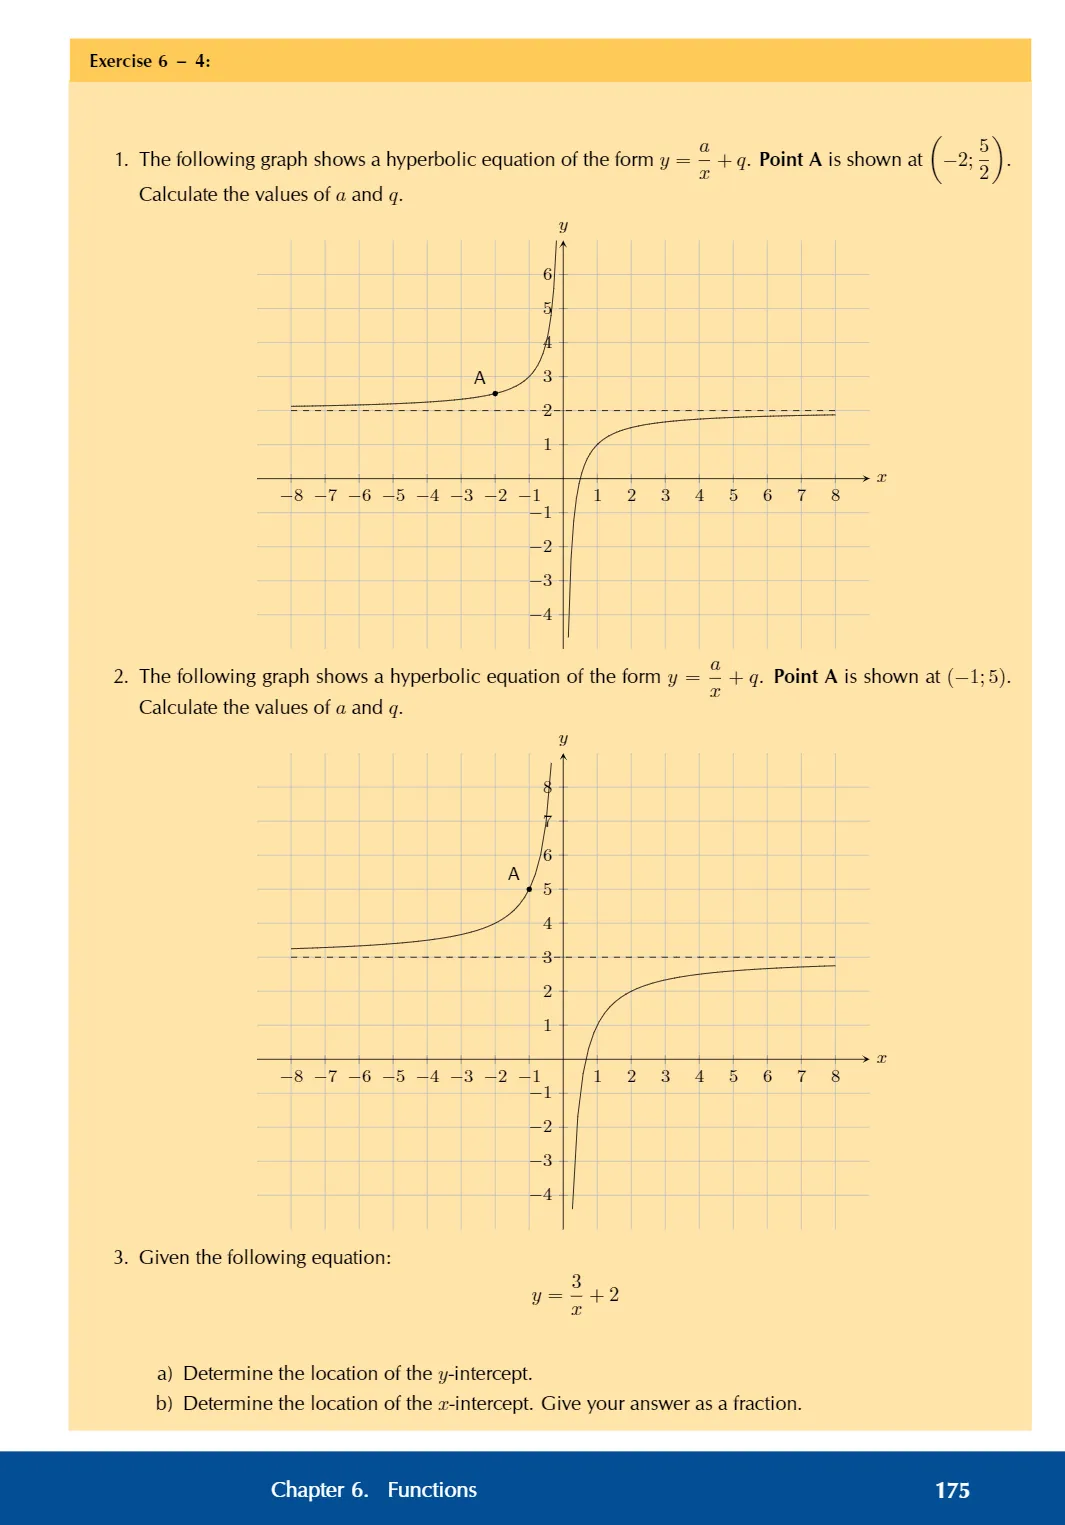 Exercise 6 – 4:
1. The following graph shows a hyperbolic equation of the form y = a/x + q. Point A is shown at (−2; 5/2).
Calculate the values of a and q.
y
6
5
4
A
3
2
1
x
−8 −7 −6 −5 −4 −3 −2 −1 1 2 3 4 5 6 7 8
−1
−2
−3
−4
2. The following graph shows a hyperbolic equation of the form y = a/x + q. Point A is shown at (−1; 5).
Calculate the values of a and q.
y
8
7
6
A
5
4
3
2
1
x
−8 −7 −6 −5 −4 −3 −2 −1 1 2 3 4 5 6 7 8
−1
−2
−3
−4
3. Given the following equation:
y = 3/x + 2
a) Determine the location of the y-intercept.
b) Determine the location of the x-intercept. Give your answer as a fraction.
Chapter 6. Functions 175